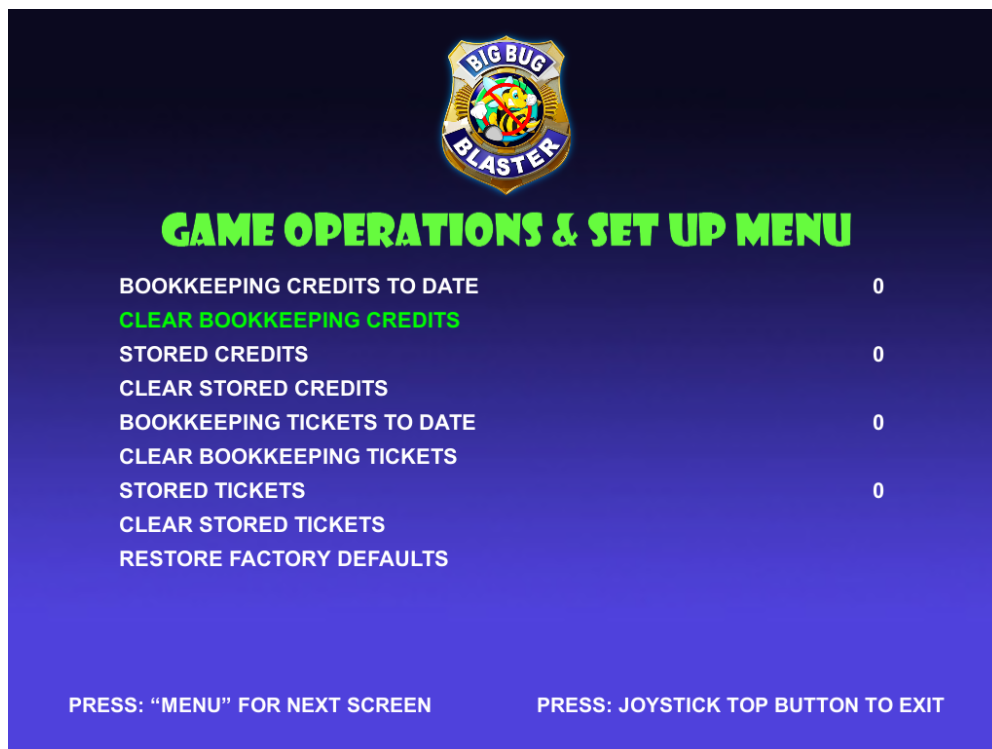 BIG BUG
BLASTER
GAME OPERATIONS & SET UP MENU
BOOKKEEPING CREDITS TO DATE 0
CLEAR BOOKKEEPING CREDITS
STORED CREDITS 0
CLEAR STORED CREDITS
BOOKKEEPING TICKETS TO DATE 0
CLEAR BOOKKEEPING TICKETS
STORED TICKETS 0
CLEAR STORED TICKETS
RESTORE FACTORY DEFAULTS
PRESS: “MENU” FOR NEXT SCREEN PRESS: JOYSTICK TOP BUTTON TO EXIT